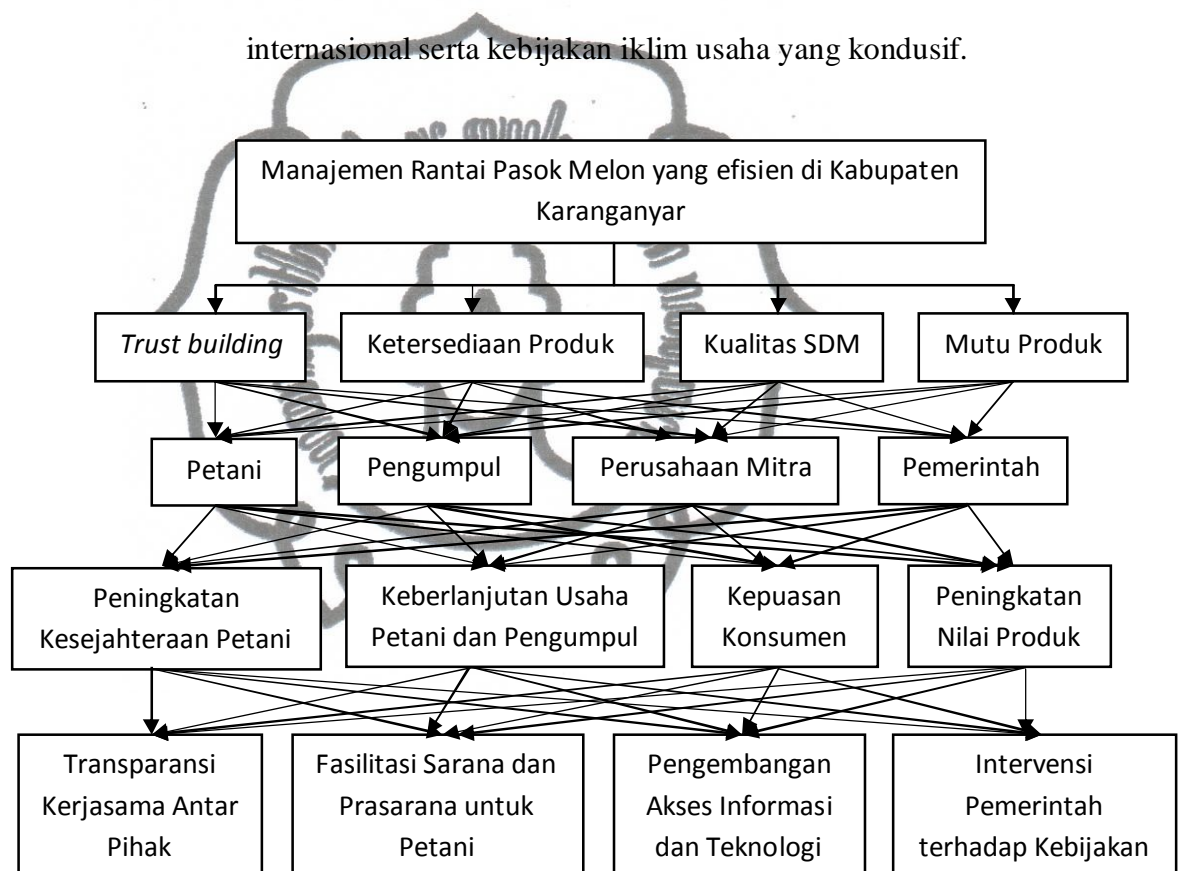 internasional serta kebijakan iklim usaha yang kondusif.
Manajemen Rantai Pasok Melon yang efisien di Kabupaten
Karanganyar
Trust building
Ketersediaan Produk
Kualitas SDM
Mutu Produk
Petani
Pengumpul
Perusahaan Mitra
Pemerintah
Peningkatan
Kesejahteraan Petani
Keberlanjutan Usaha
Petani dan Pengumpul
Kepuasan
Konsumen
Peningkatan
Nilai Produk
Transparansi
Kerjasama Antar
Pihak
Fasilitasi Sarana dan
Prasarana untuk
Petani
Pengembangan
Akses Informasi
dan Teknologi
Intervensi
Pemerintah
terhadap Kebijakan